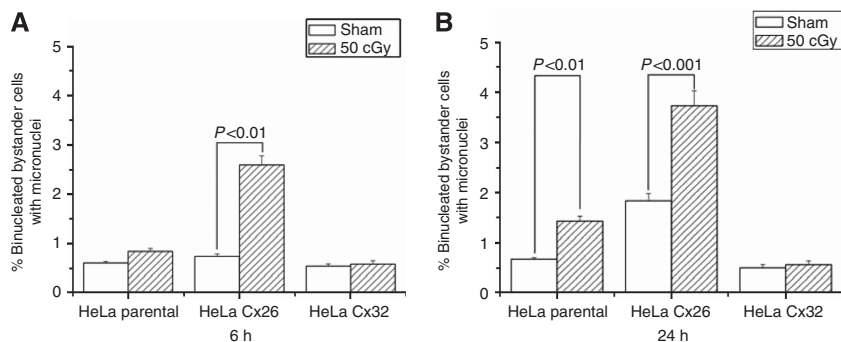 A
Sham
50 cGy
% Binucleated bystander cells
with micronuclei
5
4
3
2
1
0
P<0.01
HeLa parental HeLa Cx26 HeLa Cx32
6 h
B
Sham
50 cGy
% Binucleated bystander cells
with micronuclei
5
4
3
2
1
0
P<0.01
P<0.001
HeLa parental HeLa Cx26 HeLa Cx32
24 h